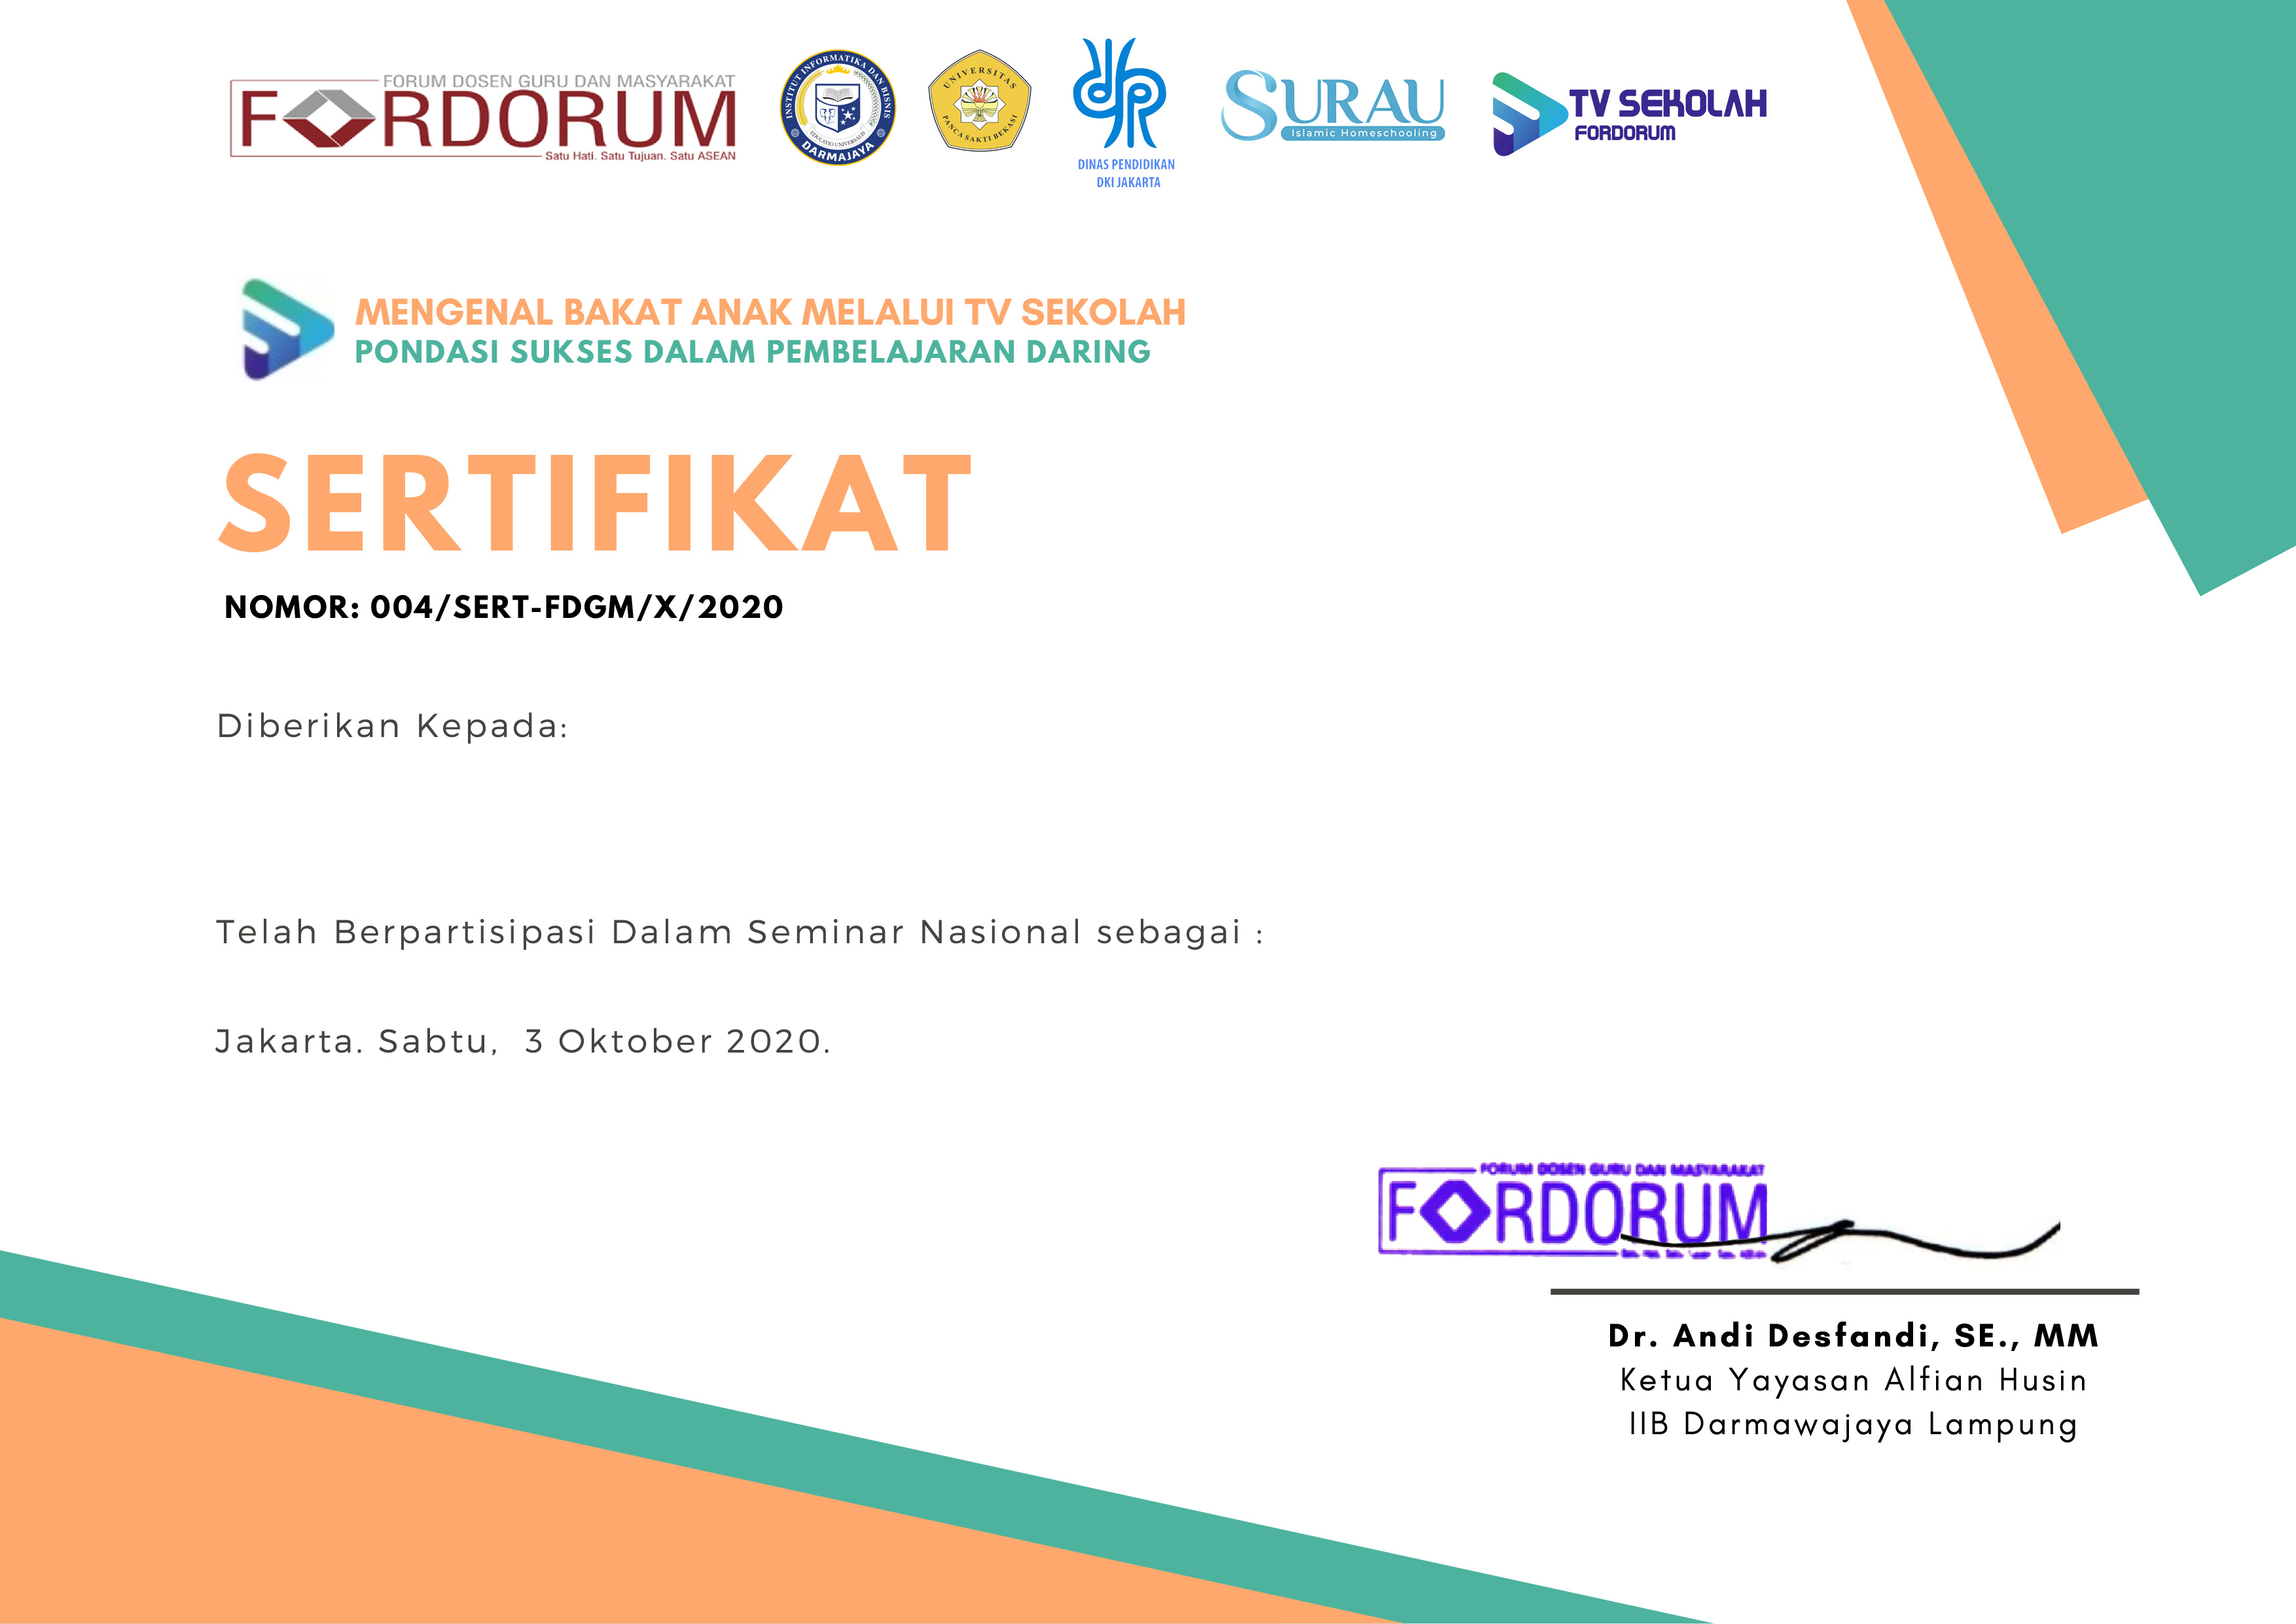 FORUM DOSEN GURU DAN MASYARAKAT
FORDORUM
Satu Hati. Satu Tujuan. Satu ASEAN
INSTITUT INFORMATIKA DAN BISNIS
EDUCATIO UNIVERSALIS
DARMAJAYA
UNIVERSITAS
PANCA SAKTI BEKASI
DINAS PENDIDIKAN
DKI JAKARTA
SURAU
Islamic Homeschooling
TV SEKOLAH
FORDORUM
MENGENAL BAKAT ANAK MELALUI TV SEKOLAH
PONDASI SUKSES DALAM PEMBELAJARAN DARING
SERTIFIKAT
NOMOR: 004/SERT-FDGM/X/2020
Diberikan Kepada:
Telah Berpartisipasi Dalam Seminar Nasional sebagai :
Jakarta. Sabtu, 3 Oktober 2020.
FORUM DOSEN GURU DAN MASYARAKAT
FORDORUM
Dr. Andi Desfandi, SE., MM
Ketua Yayasan Alfian Husin
IIB Darmawajaya Lampung